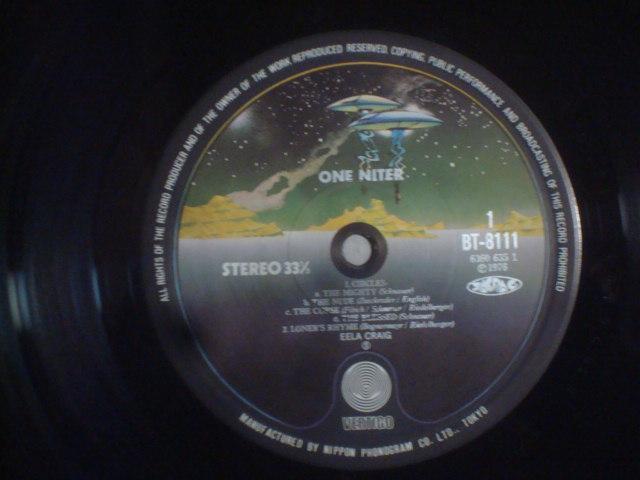 ALL RIGHTS OF THE RECORD PRODUCER AND OF THE OWNER OF THE WORK REPRODUCED RESERVED. COPYING, PUBLIC PERFORMANCE AND BROADCASTING OF THIS RECORD PROHIBITED
ONE NITER
1
BT-8111
6360 635 1
STEREO 33⅓
1. CIRCLES:
a. THE MIGHTY (Schnauer)
b. THE NUDE
c. THE CURSE
d. THE BLESSED (Schnauer)
2. LONER'S RHYME
EELA CRAIG
VERTIGO
MANUFACTURED BY NIPPON PHONOGRAM CO. LTD., TOKYO